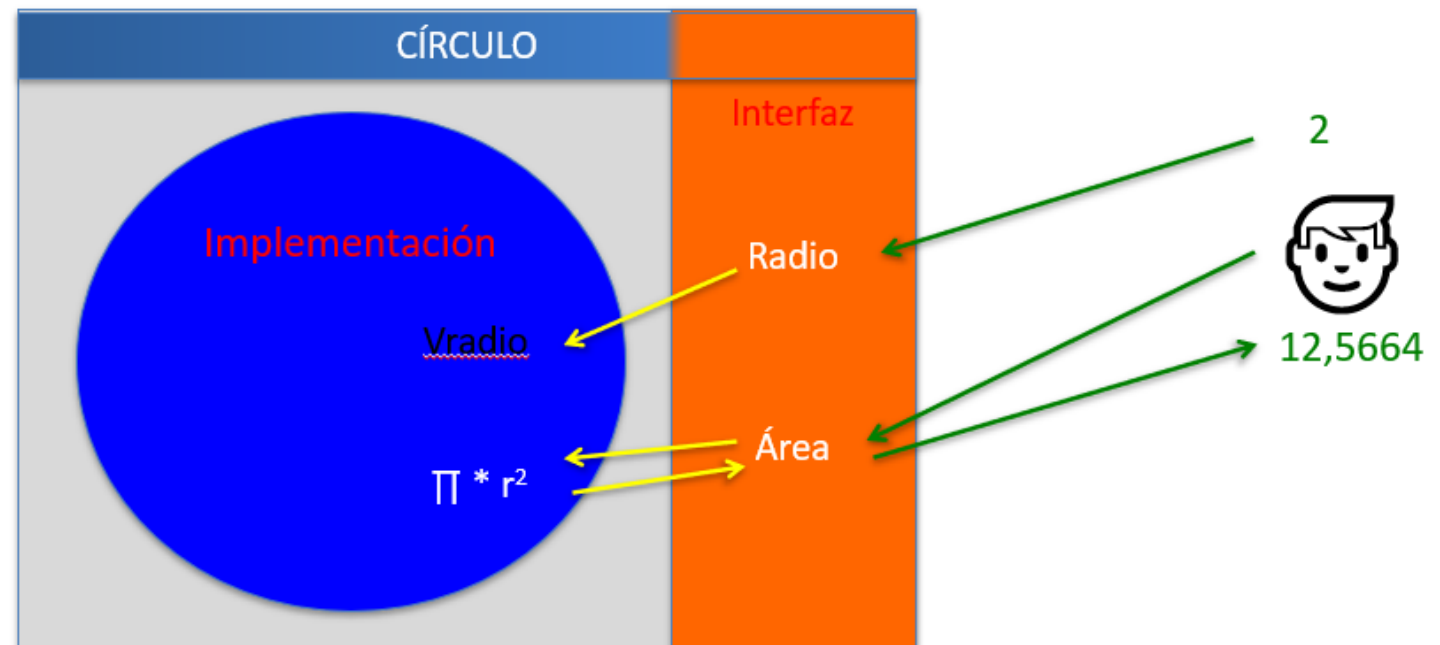 CÍRCULO
Interfaz
2
Implementación
Radio
Vradio
12,5664
Área
∏ * r²